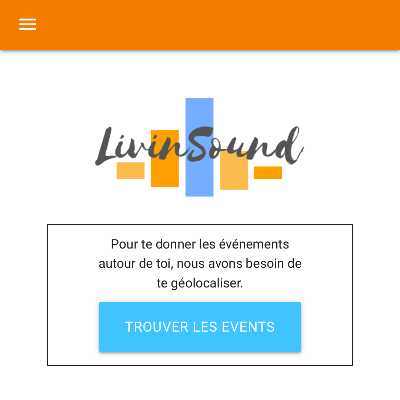 LivinSound
Pour te donner les événements
autour de toi, nous avons besoin de
te géolocaliser.
TROUVER LES EVENTS